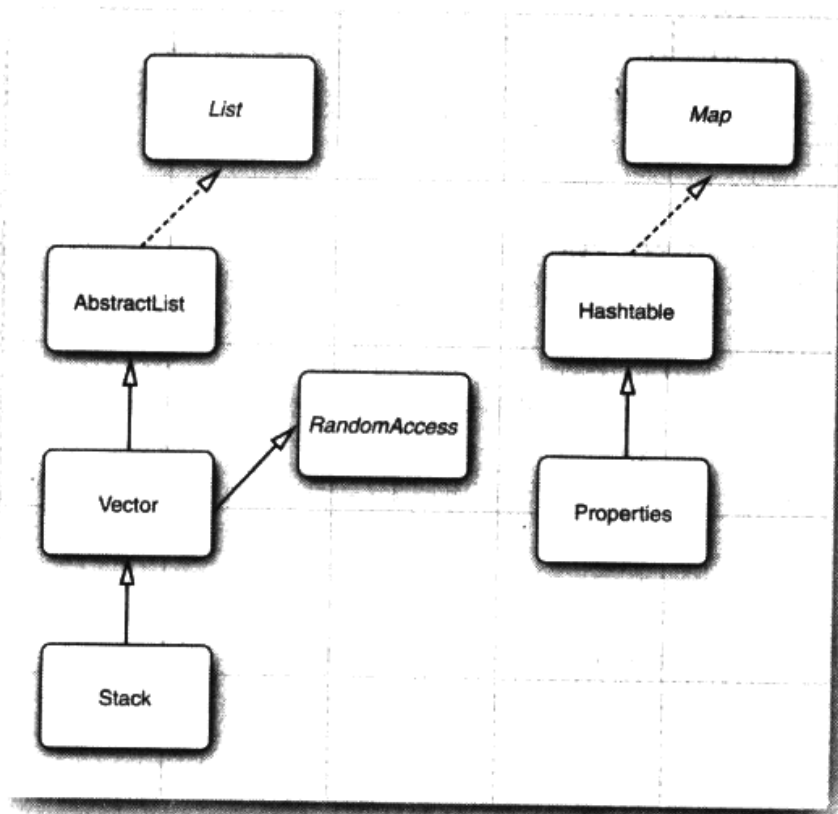 List
Map
AbstractList
Hashtable
RandomAccess
Vector
Properties
Stack